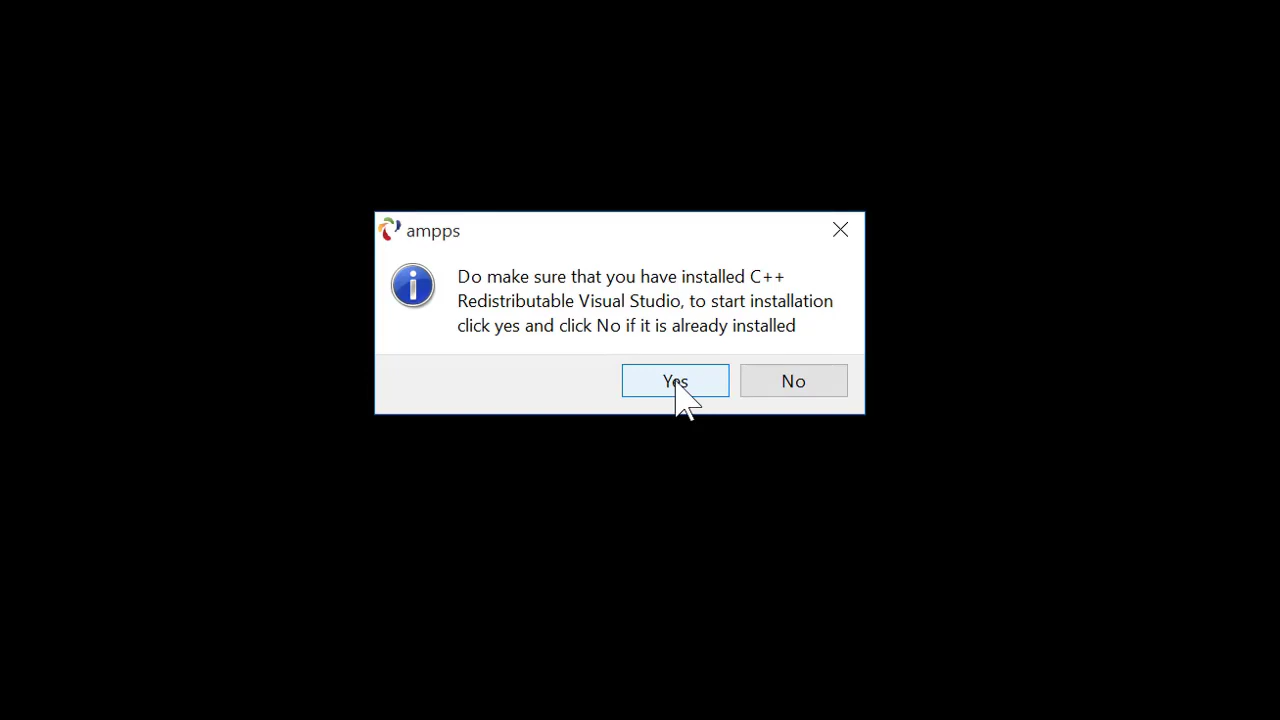 ampps
Do make sure that you have installed C++
Redistributable Visual Studio, to start installation
click yes and click No if it is already installed
Yes
No